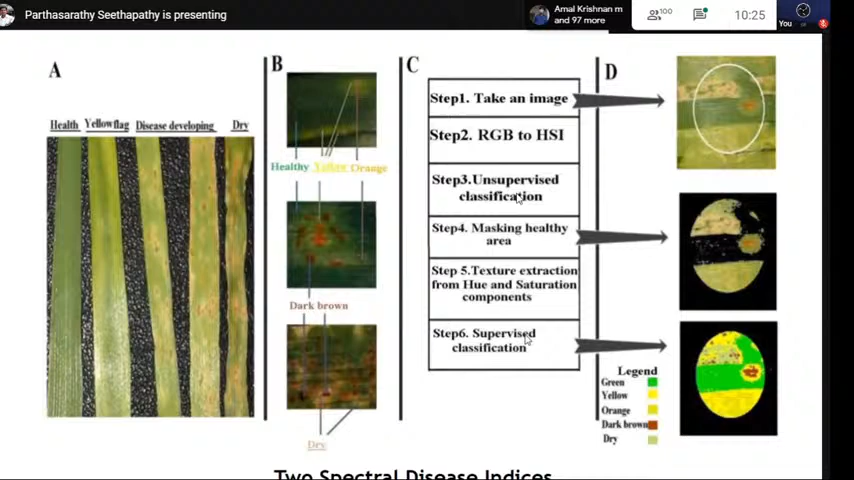 Parthasarathy Seethapathy is presenting
Amal Krishnan m
and 97 more
100
10:25
You
A
B
C
D
Health
Yellowflag
Disease developing
Dry
Healthy
Yellow
Orange
Dark brown
Dry
Step1. Take an image
Step2. RGB to HSI
Step3.Unsupervised
classification
Step4. Masking healthy
area
Step 5.Texture extraction
from Hue and Saturation
components
Step6. Supervised
classification
Legend
Green
Yellow
Orange
Dark brown
Dry
Two Spectral Disease Indices